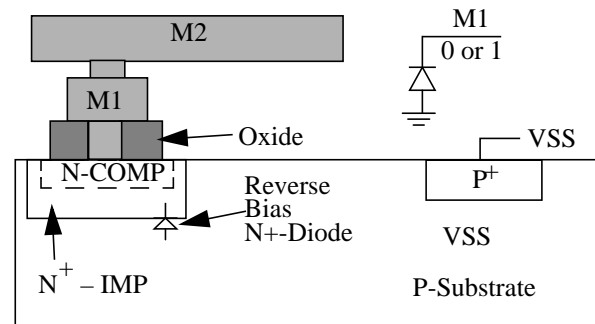 M2
M1
0 or 1
M1
Oxide
VSS
N-COMP
P+
Reverse
Bias
N+-Diode
VSS
N+ – IMP
P-Substrate